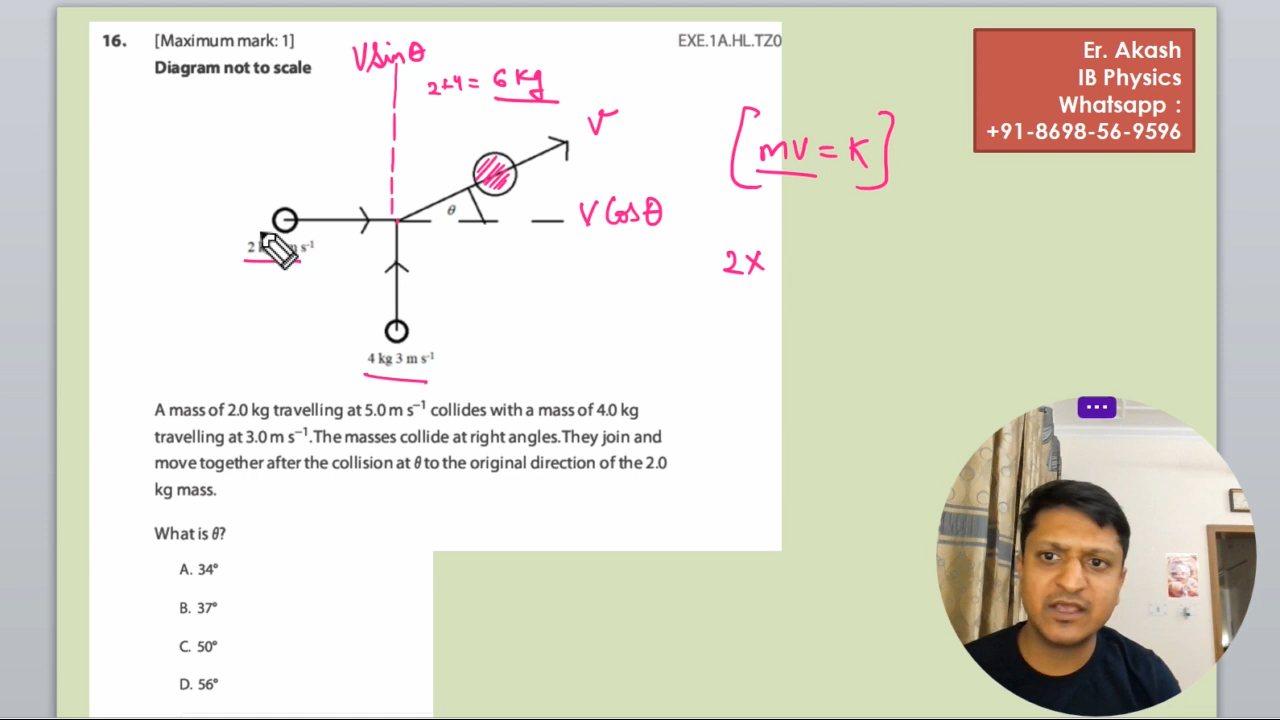 16. [Maximum mark: 1] EXE.1A.HL.TZ0
Diagram not to scale
Vsinθ
2+4 = 6 kg
V
[mv = K]
θ
V Cosθ
2 s⁻¹
2 x
4 kg 3 m s⁻¹
A mass of 2.0 kg travelling at 5.0 m s⁻¹ collides with a mass of 4.0 kg
travelling at 3.0 m s⁻¹.The masses collide at right angles.They join and
move together after the collision at θ to the original direction of the 2.0
kg mass.
What is θ?
A. 34°
B. 37°
C. 50°
D. 56°
Er. Akash
IB Physics
Whatsapp :
+91-8698-56-9596